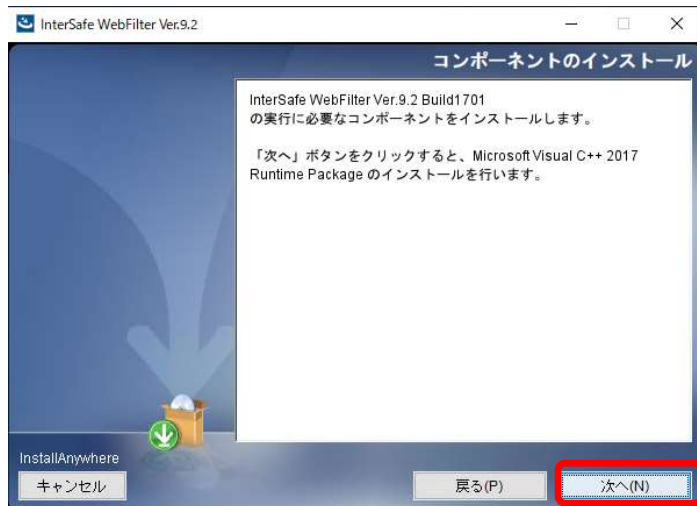 InterSafe WebFilter Ver.9.2
コンポーネントのインストール
InterSafe WebFilter Ver.9.2 Build1701
の実行に必要なコンポーネントをインストールします。
「次へ」ボタンをクリックすると、Microsoft Visual C++ 2017
Runtime Package のインストールを行います。
InstallAnywhere
キャンセル
戻る(P)
次へ(N)